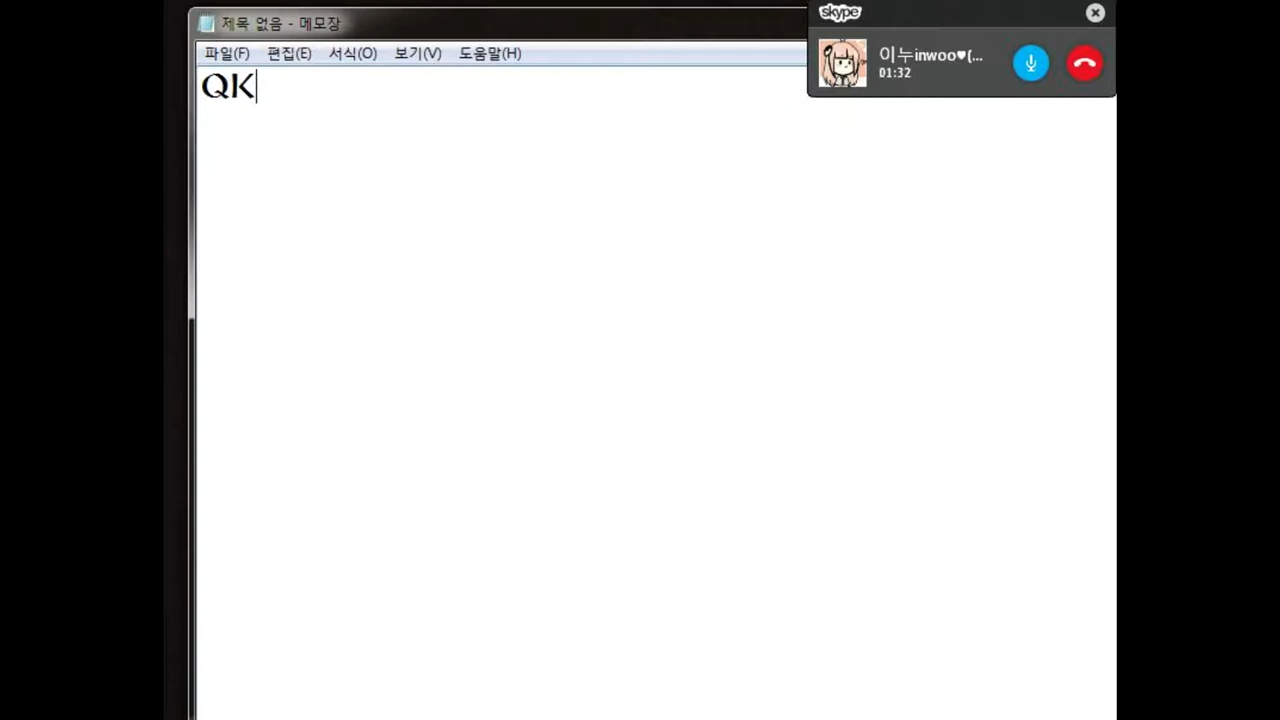 제목 없음 - 메모장
파일(F) 편집(E) 서식(O) 보기(V) 도움말(H)
QK
skype
이누inwoo♥(...
01:32